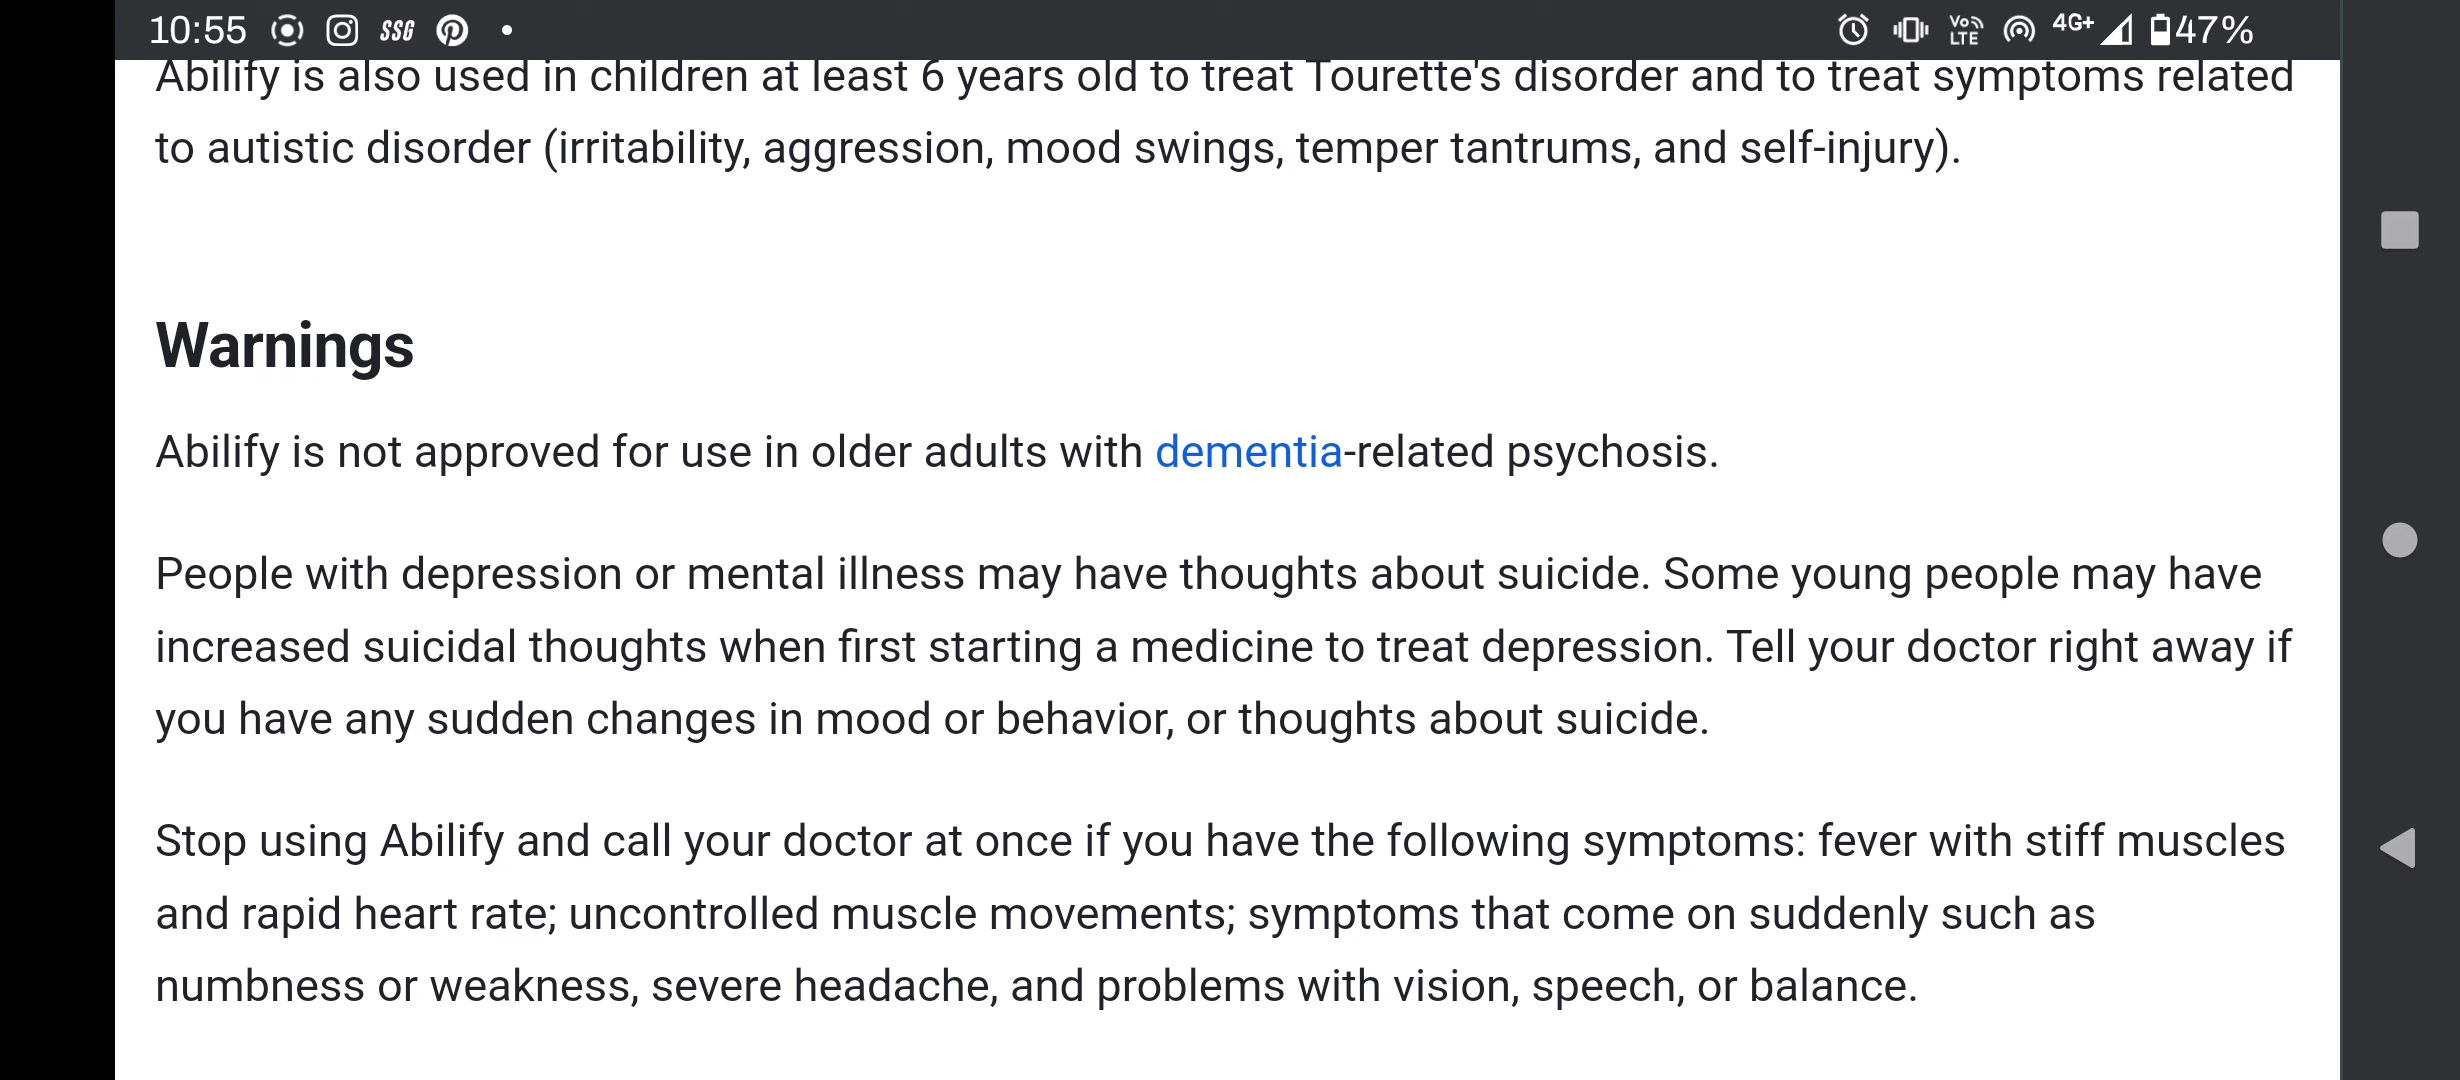 10:55 SSG VoLTE 4G+ 47%
Abilify is also used in children at least 6 years old to treat Tourette's disorder and to treat symptoms related
to autistic disorder (irritability, aggression, mood swings, temper tantrums, and self-injury).
Warnings
Abilify is not approved for use in older adults with dementia-related psychosis.
People with depression or mental illness may have thoughts about suicide. Some young people may have
increased suicidal thoughts when first starting a medicine to treat depression. Tell your doctor right away if
you have any sudden changes in mood or behavior, or thoughts about suicide.
Stop using Abilify and call your doctor at once if you have the following symptoms: fever with stiff muscles
and rapid heart rate; uncontrolled muscle movements; symptoms that come on suddenly such as
numbness or weakness, severe headache, and problems with vision, speech, or balance.